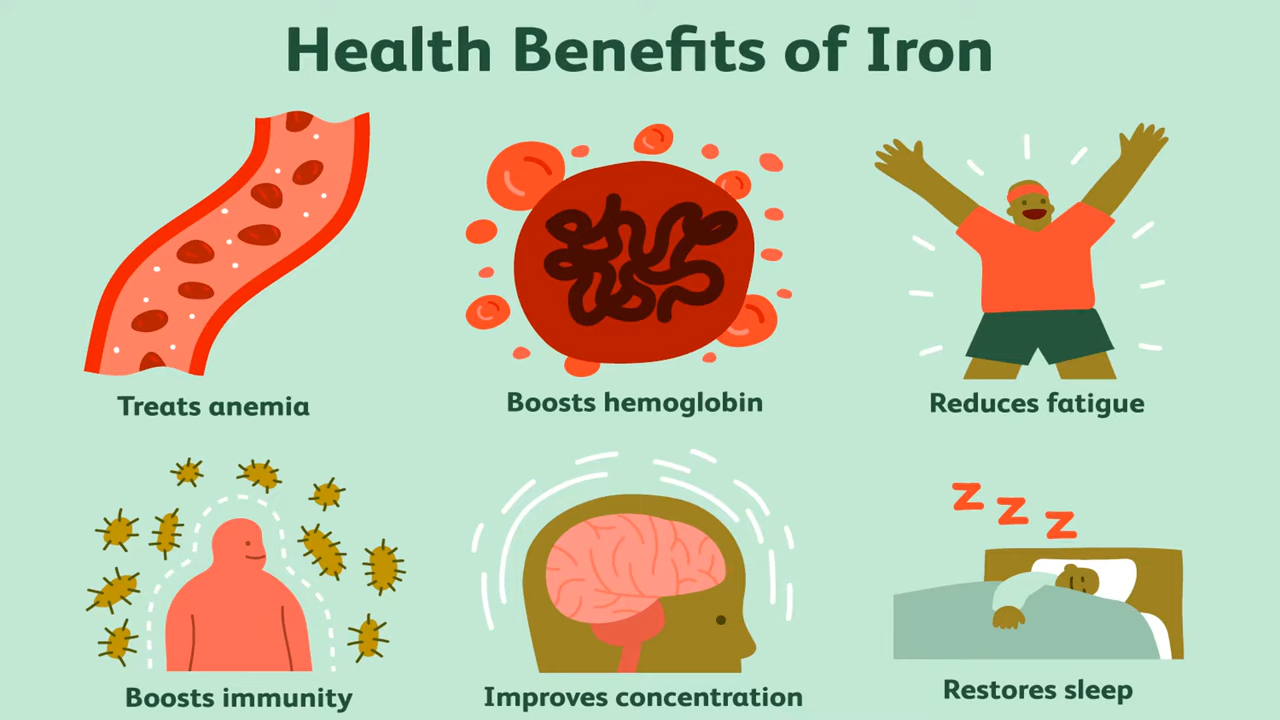 Health Benefits of Iron
Treats anemia
Boosts hemoglobin
Reduces fatigue
Z Z Z
Boosts immunity
Improves concentration
Restores sleep